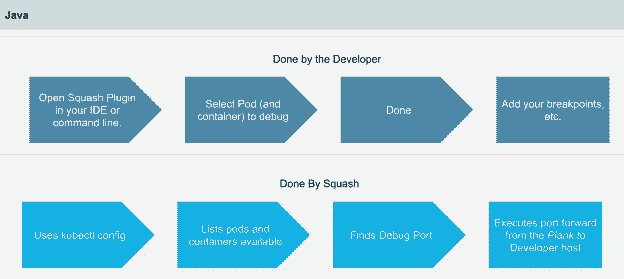 Java
Done by the Developer
Open Squash Plugin
in your IDE or
command line.
Select Pod (and
container) to debug
Done
Add your breakpoints,
etc.
Done By Squash
Uses kubectl config
Lists pods and
containers available
Finds Debug Port
Executes port forward
from the Plank to
Developer host